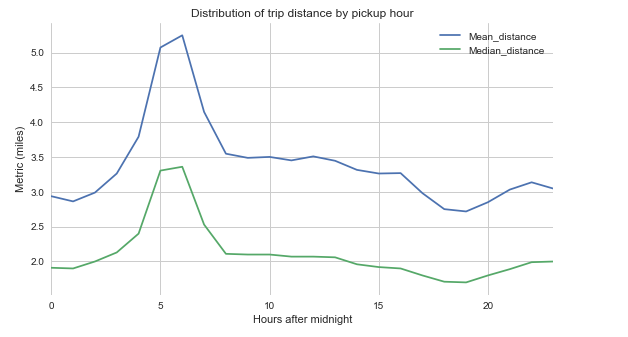 Distribution of trip distance by pickup hour
Mean_distance
Median_distance
Metric (miles)
5.0
4.5
4.0
3.5
3.0
2.5
2.0
0 5 10 15 20
Hours after midnight